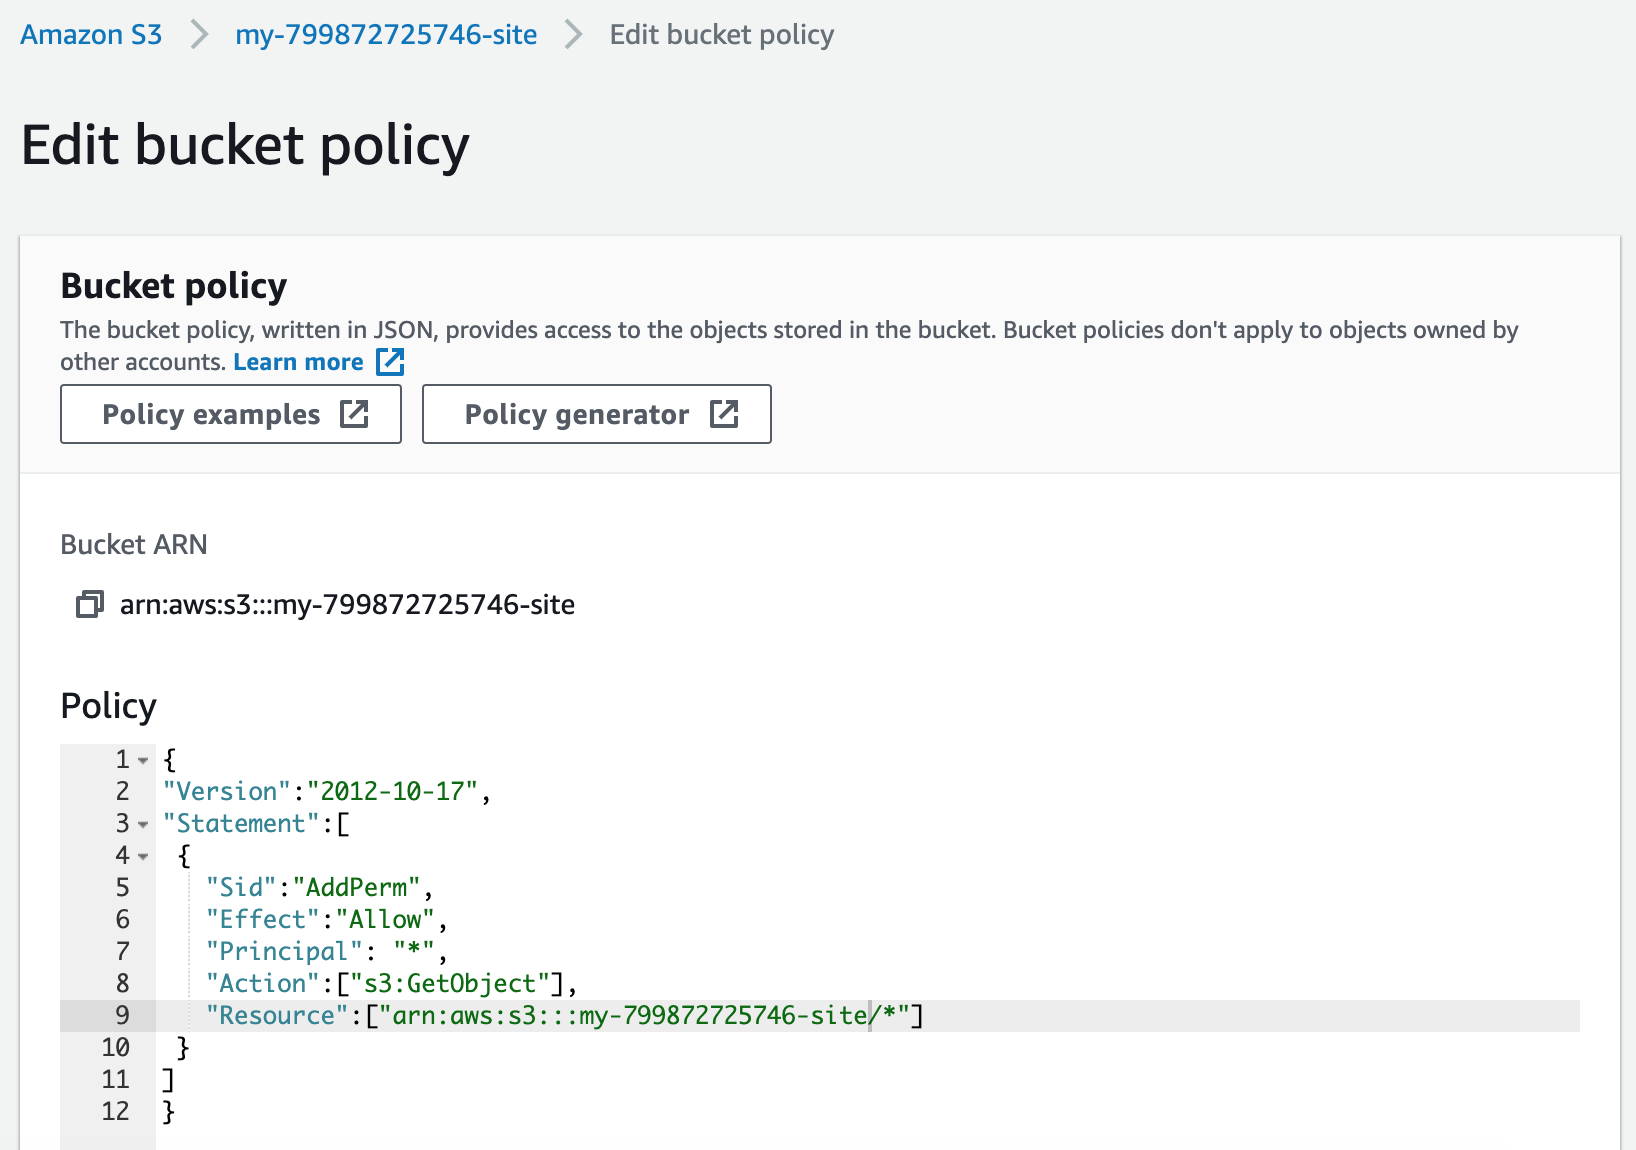 Amazon S3 > my-799872725746-site > Edit bucket policy
Edit bucket policy
Bucket policy
The bucket policy, written in JSON, provides access to the objects stored in the bucket. Bucket policies don't apply to objects owned by
other accounts. Learn more
Policy examples Policy generator
Bucket ARN
arn:aws:s3:::my-799872725746-site
Policy
1 {
2 "Version":"2012-10-17",
3 "Statement":[
4 {
5 "Sid":"AddPerm",
6 "Effect":"Allow",
7 "Principal": "*",
8 "Action":["s3:GetObject"],
9 "Resource":["arn:aws:s3:::my-799872725746-site/*"]
10 }
11 ]
12 }